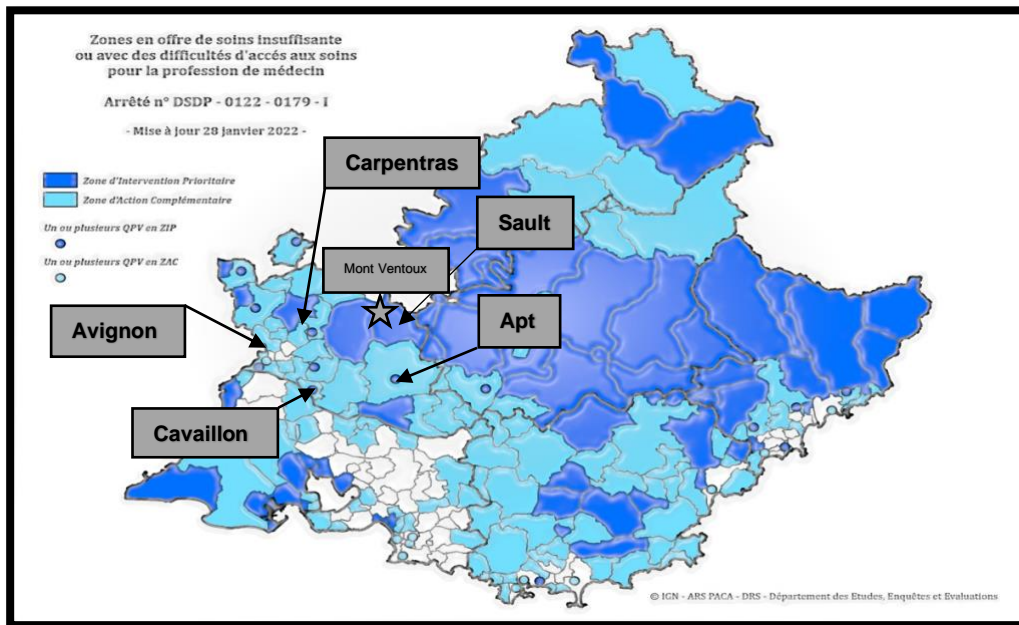 Zones en offre de soins insuffisante
ou avec des difficultés d'accés aux soins
pour la profession de médecin
Arrêté n° DSDP - 0122 - 0179 - I
- Mise à jour 28 janvier 2022 -
Zone d'Intervention Prioritaire
Zone d'Action Complémentaire
Un ou plusieurs QPV en ZIP
Un ou plusieurs QPV en ZAC
Carpentras
Sault
Mont Ventoux
Avignon
Apt
Cavaillon
© IGN - ARS PACA - DRS - Département des Etudes, Enquêtes et Evaluations